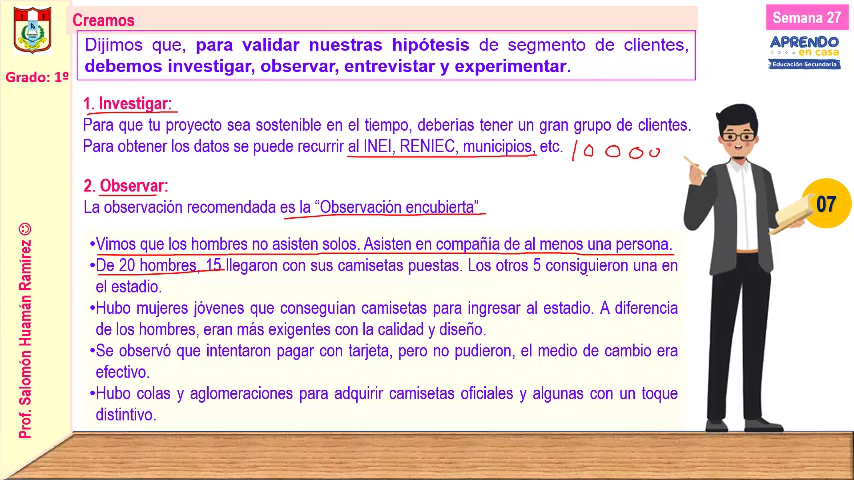 Creamos
Semana 27
Dijimos que, para validar nuestras hipótesis de segmento de clientes,
debemos investigar, observar, entrevistar y experimentar.
APRENDO
en casa
Educación Secundaria
Grado: 1º
1. Investigar:
Para que tu proyecto sea sostenible en el tiempo, deberías tener un gran grupo de clientes.
Para obtener los datos se puede recurrir al INEI, RENIEC, municipios, etc. 10000
2. Observar:
La observación recomendada es la “Observación encubierta”
07
•Vimos que los hombres no asisten solos. Asisten en compañía de al menos una persona.
•De 20 hombres, 15 llegaron con sus camisetas puestas. Los otros 5 consiguieron una en
el estadio.
•Hubo mujeres jóvenes que conseguían camisetas para ingresar al estadio. A diferencia
de los hombres, eran más exigentes con la calidad y diseño.
•Se observó que intentaron pagar con tarjeta, pero no pudieron, el medio de cambio era
efectivo.
•Hubo colas y aglomeraciones para adquirir camisetas oficiales y algunas con un toque
distintivo.
Prof. Salomón Huamán Ramírez ☺